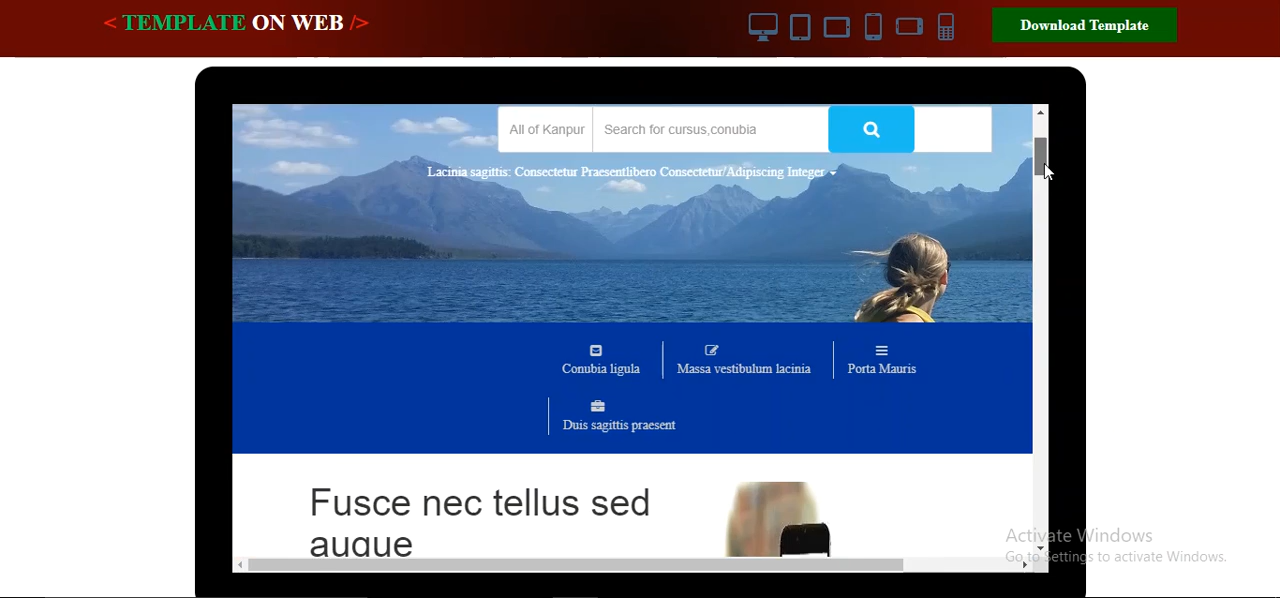 < TEMPLATE ON WEB />
Download Template
All of Kanpur
Search for cursus,conubia
Lacinia sagittis: Consectetur Praesentlibero Consectetur/Adipiscing Integer
Conubia ligula
Massa vestibulum lacinia
Porta Mauris
Duis sagittis praesent
Fusce nec tellus sed
augue
Activate Windows
Go to Settings to activate Windows.